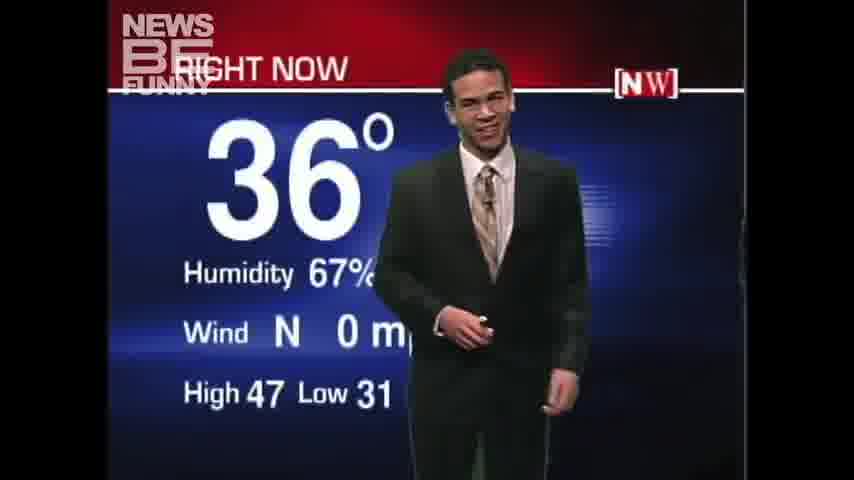 NEWS
BE
FUNNY
RIGHT NOW
[NW]
36°
Humidity 67%
Wind N 0 m
High 47 Low 31